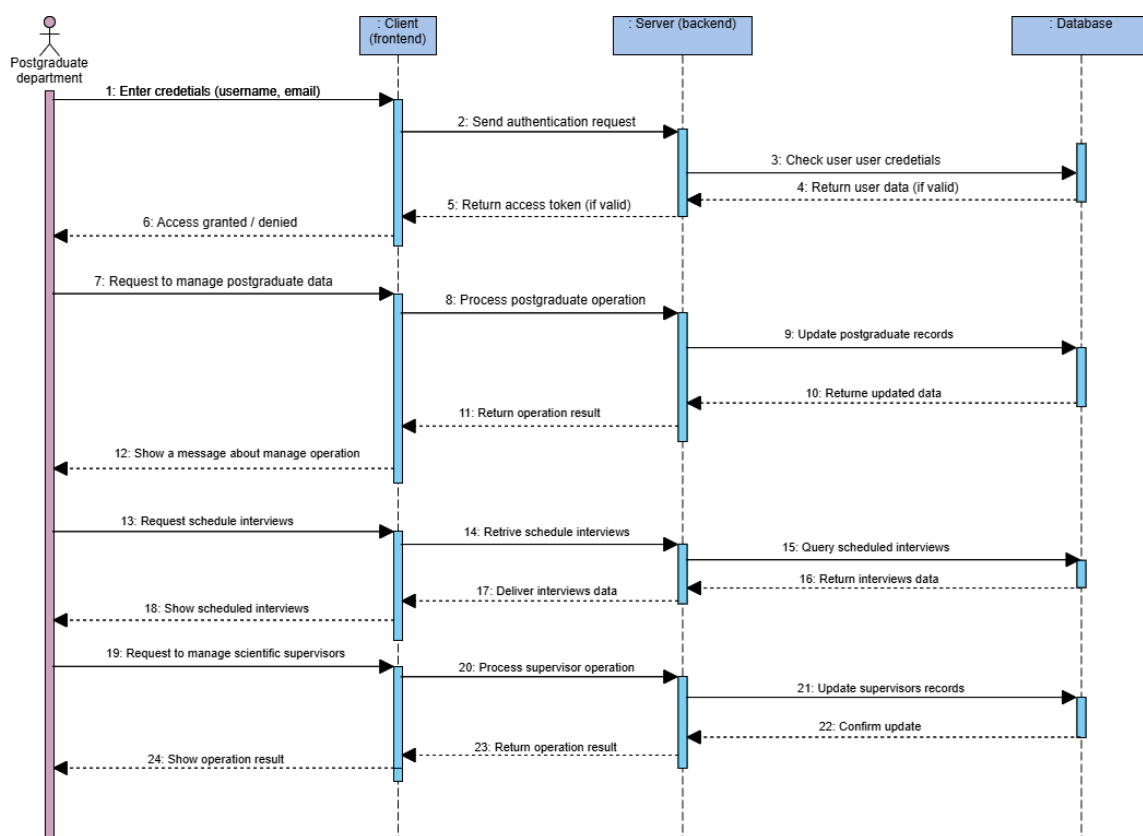 : Client
(frontend)
: Server (backend)
: Database
Postgraduate
department
1: Enter credetials (username, email)
2: Send authentication request
3: Check user user credetials
4: Return user data (if valid)
5: Return access token (if valid)
6: Access granted / denied
7: Request to manage postgraduate data
8: Process postgraduate operation
9: Update postgraduate records
10: Returne updated data
11: Return operation result
12: Show a message about manage operation
13: Request schedule interviews
14: Retrive schedule interviews
15: Query scheduled interviews
16: Return interviews data
17: Deliver interviews data
18: Show scheduled interviews
19: Request to manage scientific supervisors
20: Process supervisor operation
21: Update supervisors records
22: Confirm update
23: Return operation result
24: Show operation result